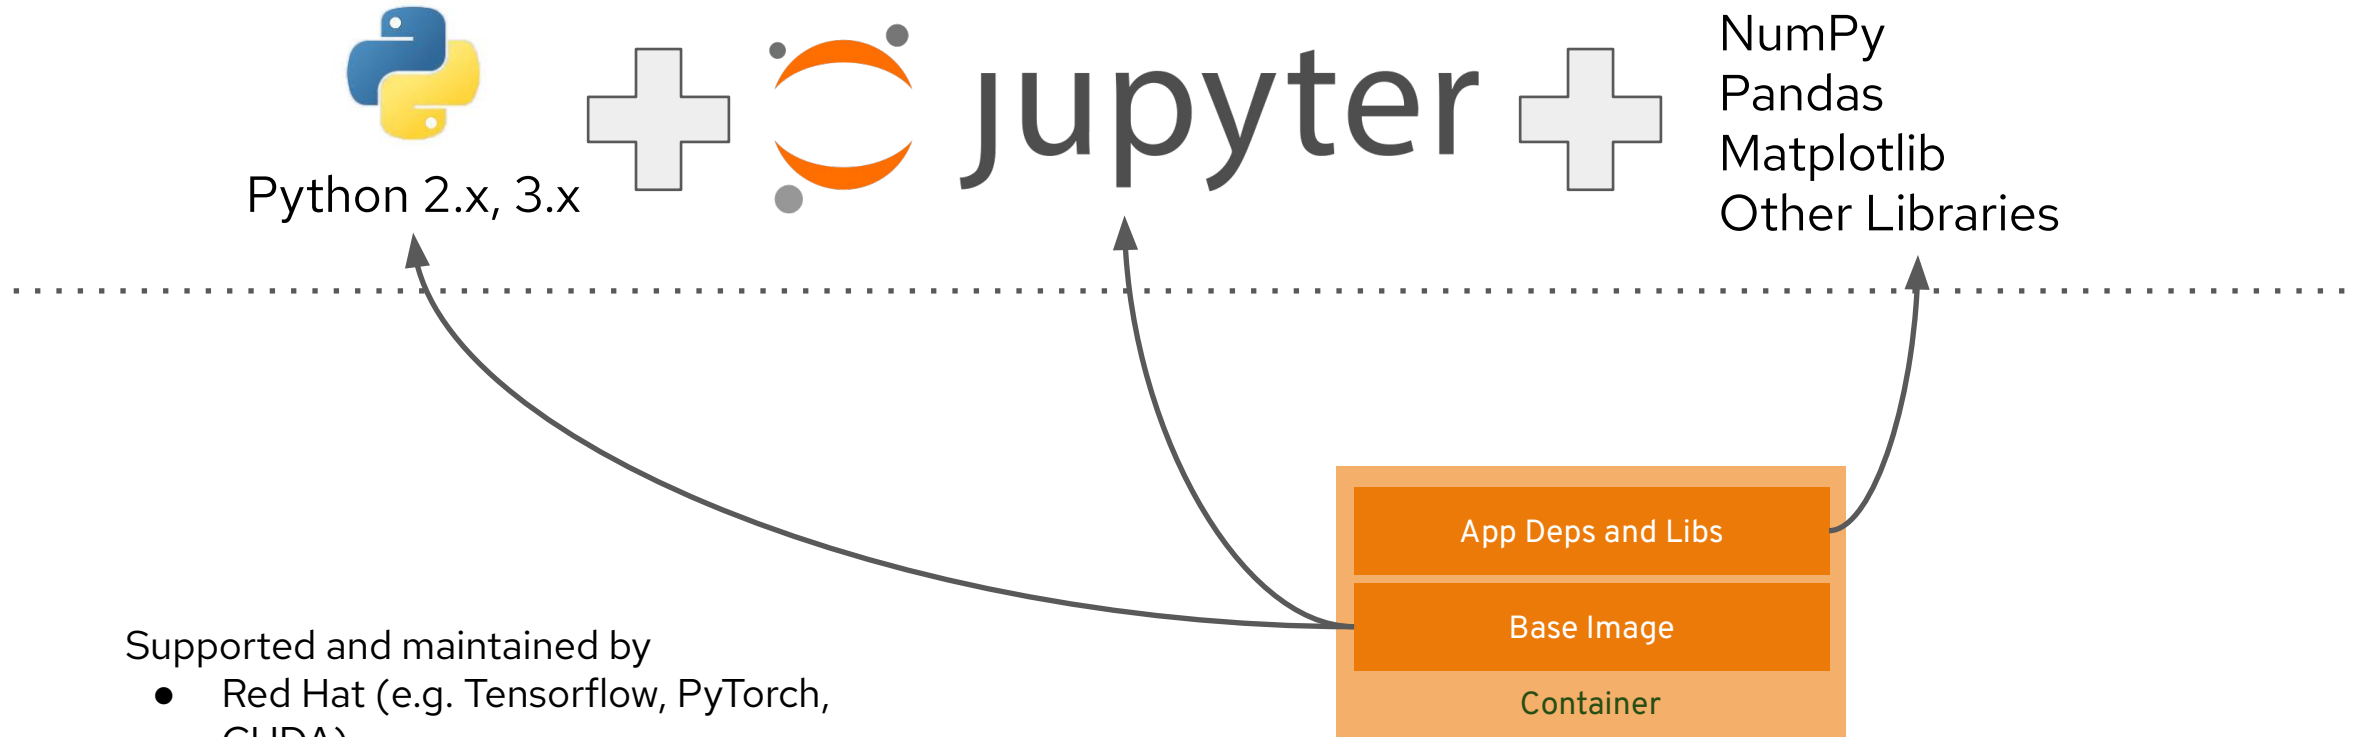 Python 2.x, 3.x
jupyter
NumPy
Pandas
Matplotlib
Other Libraries
App Deps and Libs
Base Image
Container
Supported and maintained by
● Red Hat (e.g. Tensorflow, PyTorch,
CUDA)